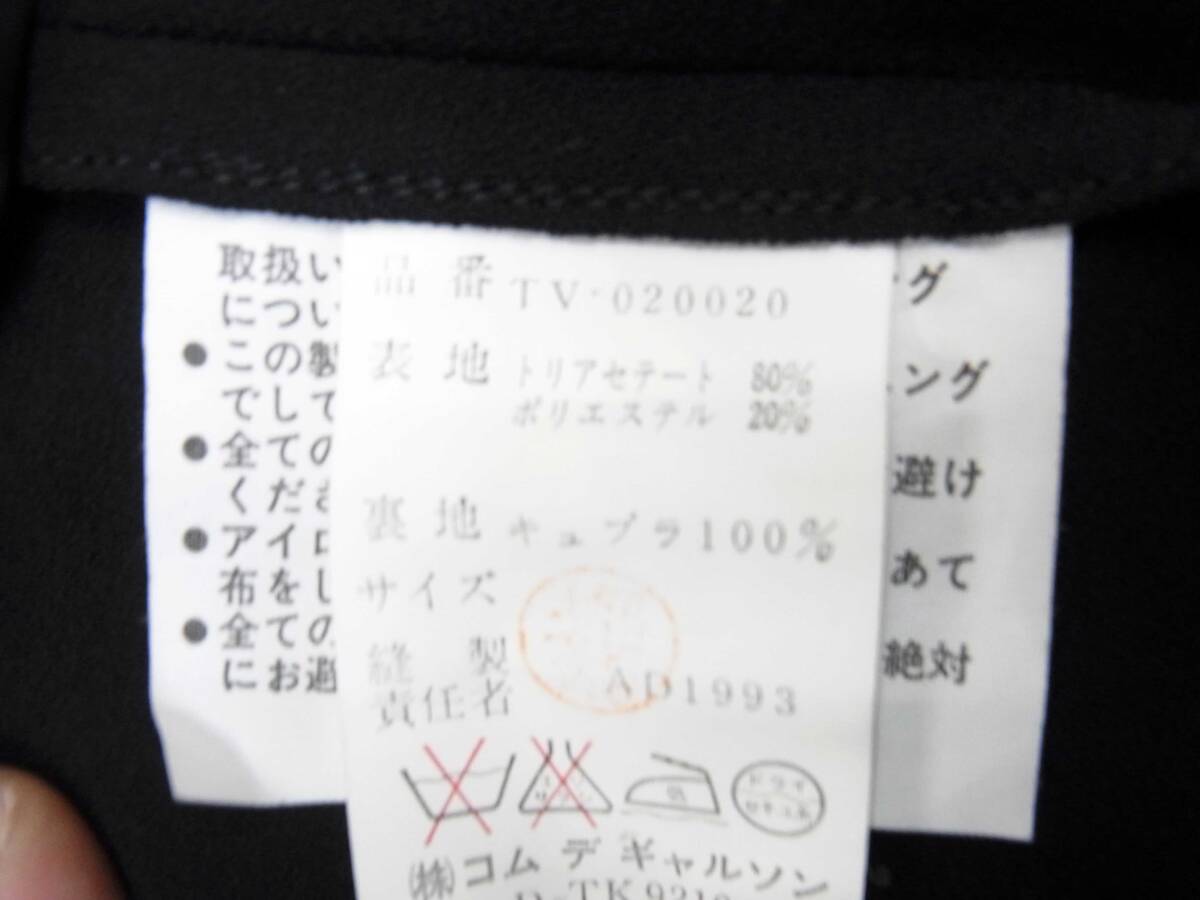 品番 TV-020020
表地 トリアセテート 80%
ポリエステル 20%
裏地 キュプラ100%
サイズ
縫製
責任者 AD1993
ドライ
セキユ系
(株)コム デ ギャルソン
取扱い
につい
●この製
でして
●全ての
くださ
●アイロ
布をし
●全ての
にお避
ング
ング
避け
あて
絶対